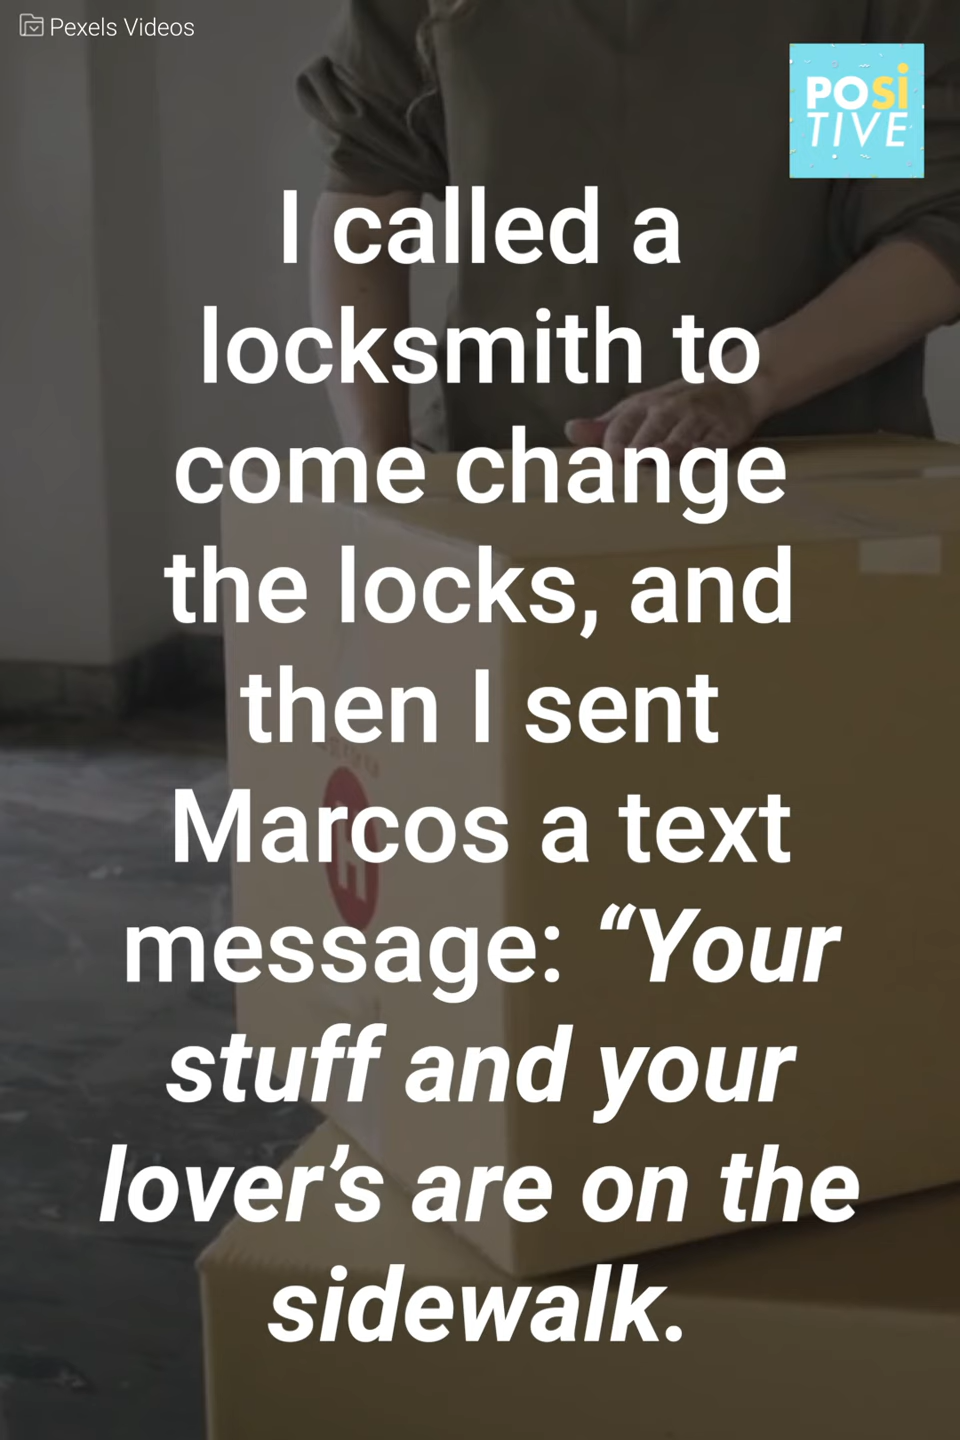 Pexels Videos
POSi
TIVE
I called a
locksmith to
come change
the locks, and
then I sent
Marcos a text
message: “Your
stuff and your
lover’s are on the
sidewalk.
H